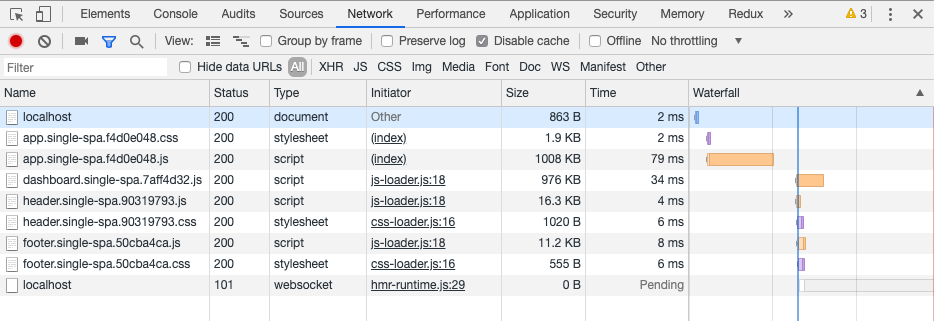 Elements Console Audits Sources Network Performance Application Security Memory Redux » 3
View: Group by frame Preserve log Disable cache Offline No throttling
Filter Hide data URLs All XHR JS CSS Img Media Font Doc WS Manifest Other
Name Status Type Initiator Size Time Waterfall
localhost 200 document Other 863 B 2 ms
app.single-spa.f4d0e048.css 200 stylesheet (index) 1.9 KB 2 ms
app.single-spa.f4d0e048.js 200 script (index) 1008 KB 79 ms
dashboard.single-spa.7aff4d32.js 200 script js-loader.js:18 976 KB 34 ms
header.single-spa.90319793.js 200 script js-loader.js:18 16.3 KB 4 ms
header.single-spa.90319793.css 200 stylesheet css-loader.js:16 1020 B 6 ms
footer.single-spa.50cba4ca.js 200 script js-loader.js:18 11.2 KB 8 ms
footer.single-spa.50cba4ca.css 200 stylesheet css-loader.js:16 555 B 6 ms
localhost 101 websocket hmr-runtime.js:29 0 B Pending